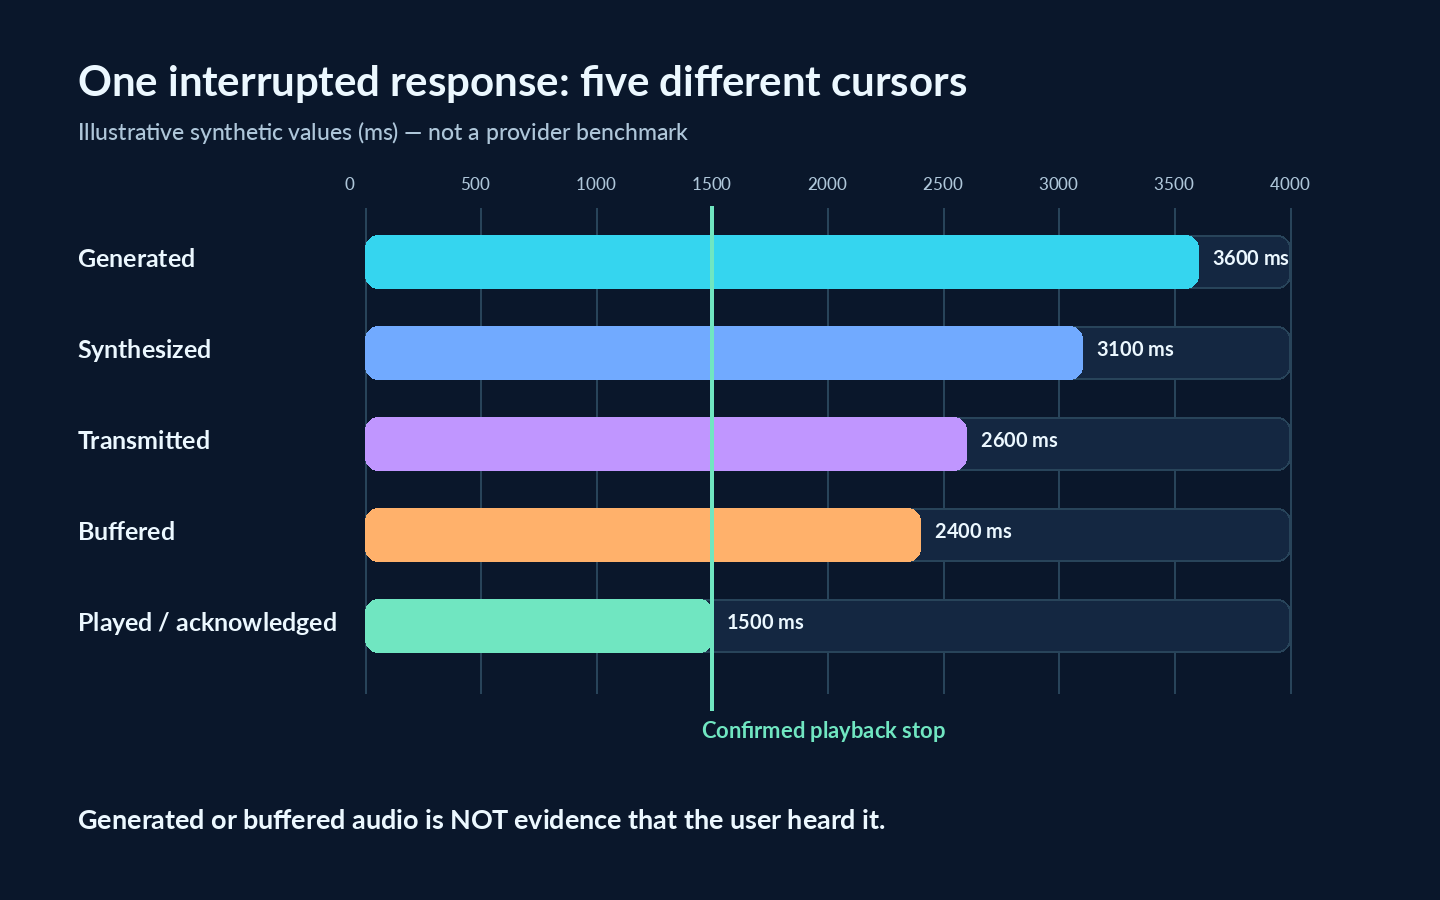 One interrupted response: five different cursors
Illustrative synthetic values (ms) — not a provider benchmark
0 500 1000 1500 2000 2500 3000 3500 4000
Generated 3600 ms
Synthesized 3100 ms
Transmitted 2600 ms
Buffered 2400 ms
Played / acknowledged 1500 ms
Confirmed playback stop
Generated or buffered audio is NOT evidence that the user heard it.